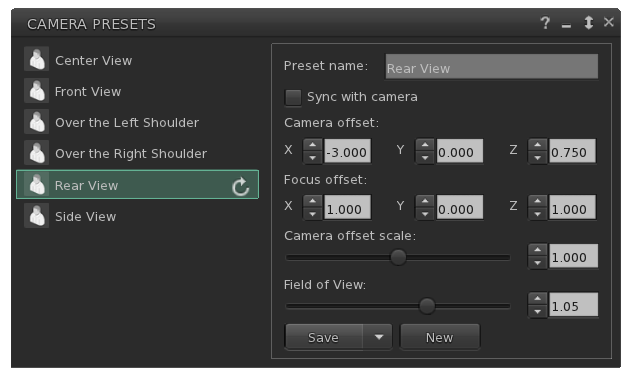 CAMERA PRESETS ?
Center View
Front View
Over the Left Shoulder
Over the Right Shoulder
Rear View
Side View
Preset name: Rear View
Sync with camera
Camera offset:
X -3.000 Y 0.000 Z 0.750
Focus offset:
X 1.000 Y 0.000 Z 1.000
Camera offset scale:
1.000
Field of View:
1.05
Save New